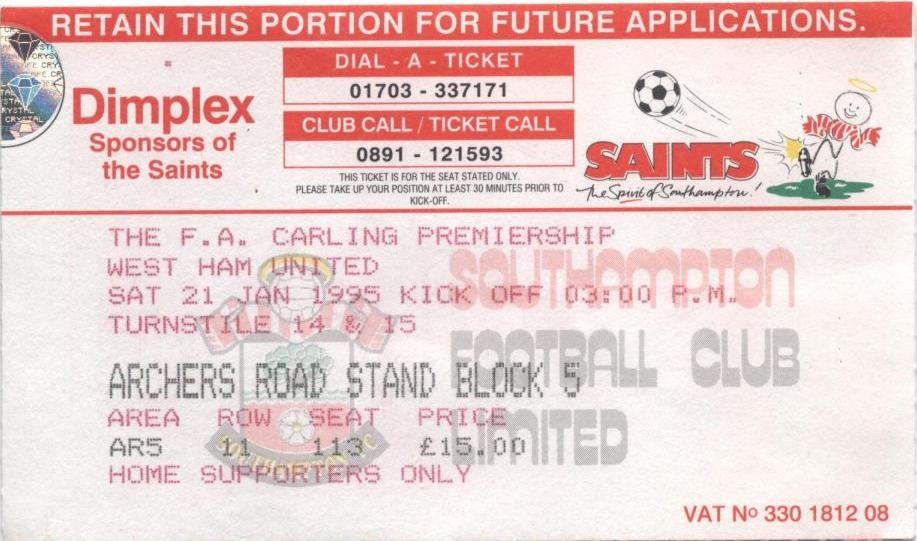 RETAIN THIS PORTION FOR FUTURE APPLICATIONS.
Dimplex
Sponsors of
the Saints
DIAL - A - TICKET
01703 - 337171
CLUB CALL / TICKET CALL
0891 - 121593
THIS TICKET IS FOR THE SEAT STATED ONLY.
PLEASE TAKE UP YOUR POSITION AT LEAST 30 MINUTES PRIOR TO
KICK-OFF.
SAINTS
The Spirit of Southampton!
THE F.A. CARLING PREMIERSHIP
WEST HAM UNITED
SAT 21 JAN 1995 KICK OFF 03:00 P.M.
TURNSTILE 14 & 15
ARCHERS ROAD STAND BLOCK 5
AREA ROW SEAT PRICE
AR5 11 113 £15.00
HOME SUPPORTERS ONLY
SOUTHAMPTON
FOOTBALL CLUB
LIMITED
SOUTHAMPTON FC
VAT No 330 1812 08